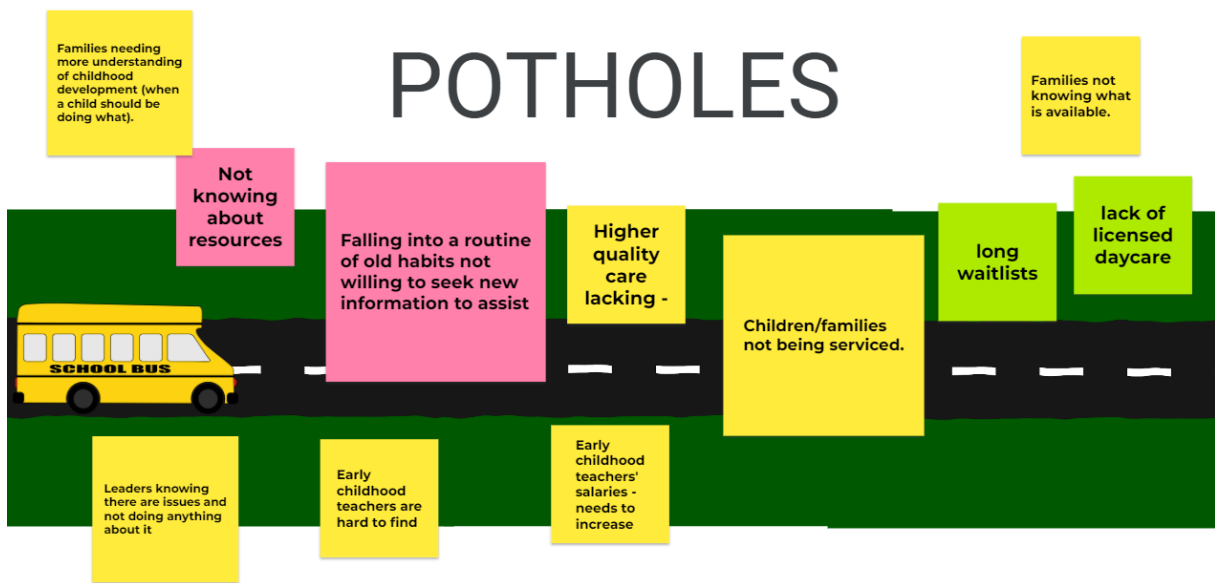 POTHOLES
Families needing
more understanding
of childhood
development (when
a child should be
doing what).
Families not
knowing what
is available.
Not
knowing
about
resources
Falling into a routine
of old habits not
willing to seek new
information to assist
Higher
quality
care
lacking -
Children/families
not being serviced.
long
waitlists
lack of
licensed
daycare
SCHOOL BUS
Leaders knowing
there are issues and
not doing anything
about it
Early
childhood
teachers are
hard to find
Early
childhood
teachers'
salaries -
needs to
increase